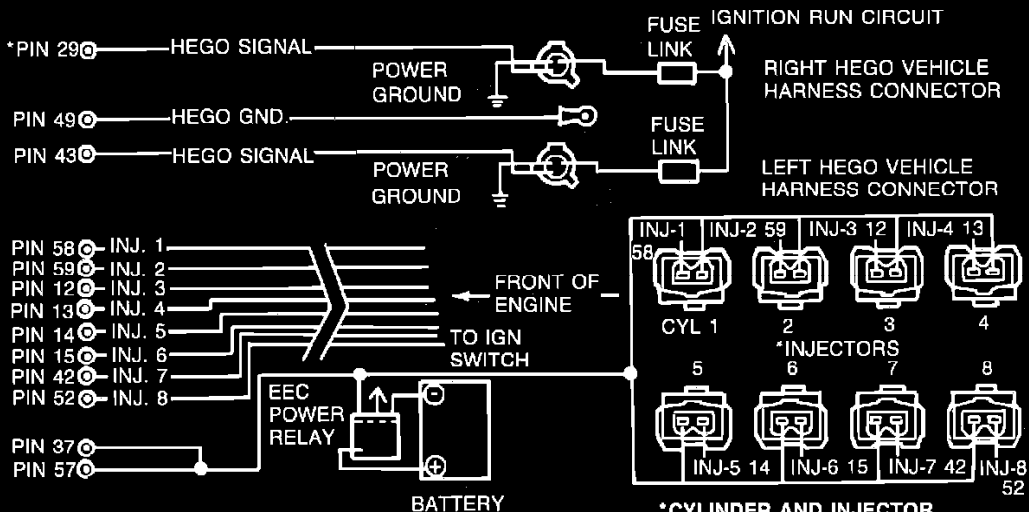 IGNITION RUN CIRCUIT
FUSE
LINK
*PIN 29 HEGO SIGNAL
POWER
GROUND
RIGHT HEGO VEHICLE
HARNESS CONNECTOR
PIN 49 HEGO GND.
FUSE
LINK
PIN 43 HEGO SIGNAL
POWER
GROUND
LEFT HEGO VEHICLE
HARNESS CONNECTOR
PIN 58 INJ. 1
PIN 59 INJ. 2
PIN 12 INJ. 3
PIN 13 INJ. 4
PIN 14 INJ. 5
PIN 15 INJ. 6
PIN 42 INJ. 7
PIN 52 INJ. 8
PIN 37
PIN 57
FRONT OF
ENGINE
TO IGN
SWITCH
EEC
POWER
RELAY
BATTERY
INJ-1 INJ-2 59 INJ-3 12 INJ-4 13
58
CYL 1 2 3 4
*INJECTORS
5 6 7 8
INJ-5 14 INJ-6 15 INJ-7 42 INJ-8
52
*CYLINDER AND INJECTOR